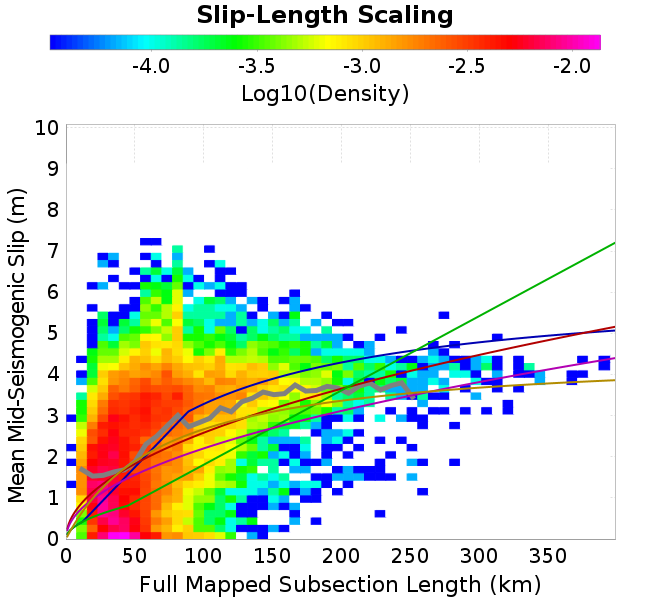 Slip-Length Scaling
-4.0 -3.5 -3.0 -2.5 -2.0
Log10(Density)
10
9
8
7
6
5
4
3
2
1
0
Mean Mid-Seismogenic Slip (m)
0 50 100 150 200 250 300 350
Full Mapped Subsection Length (km)